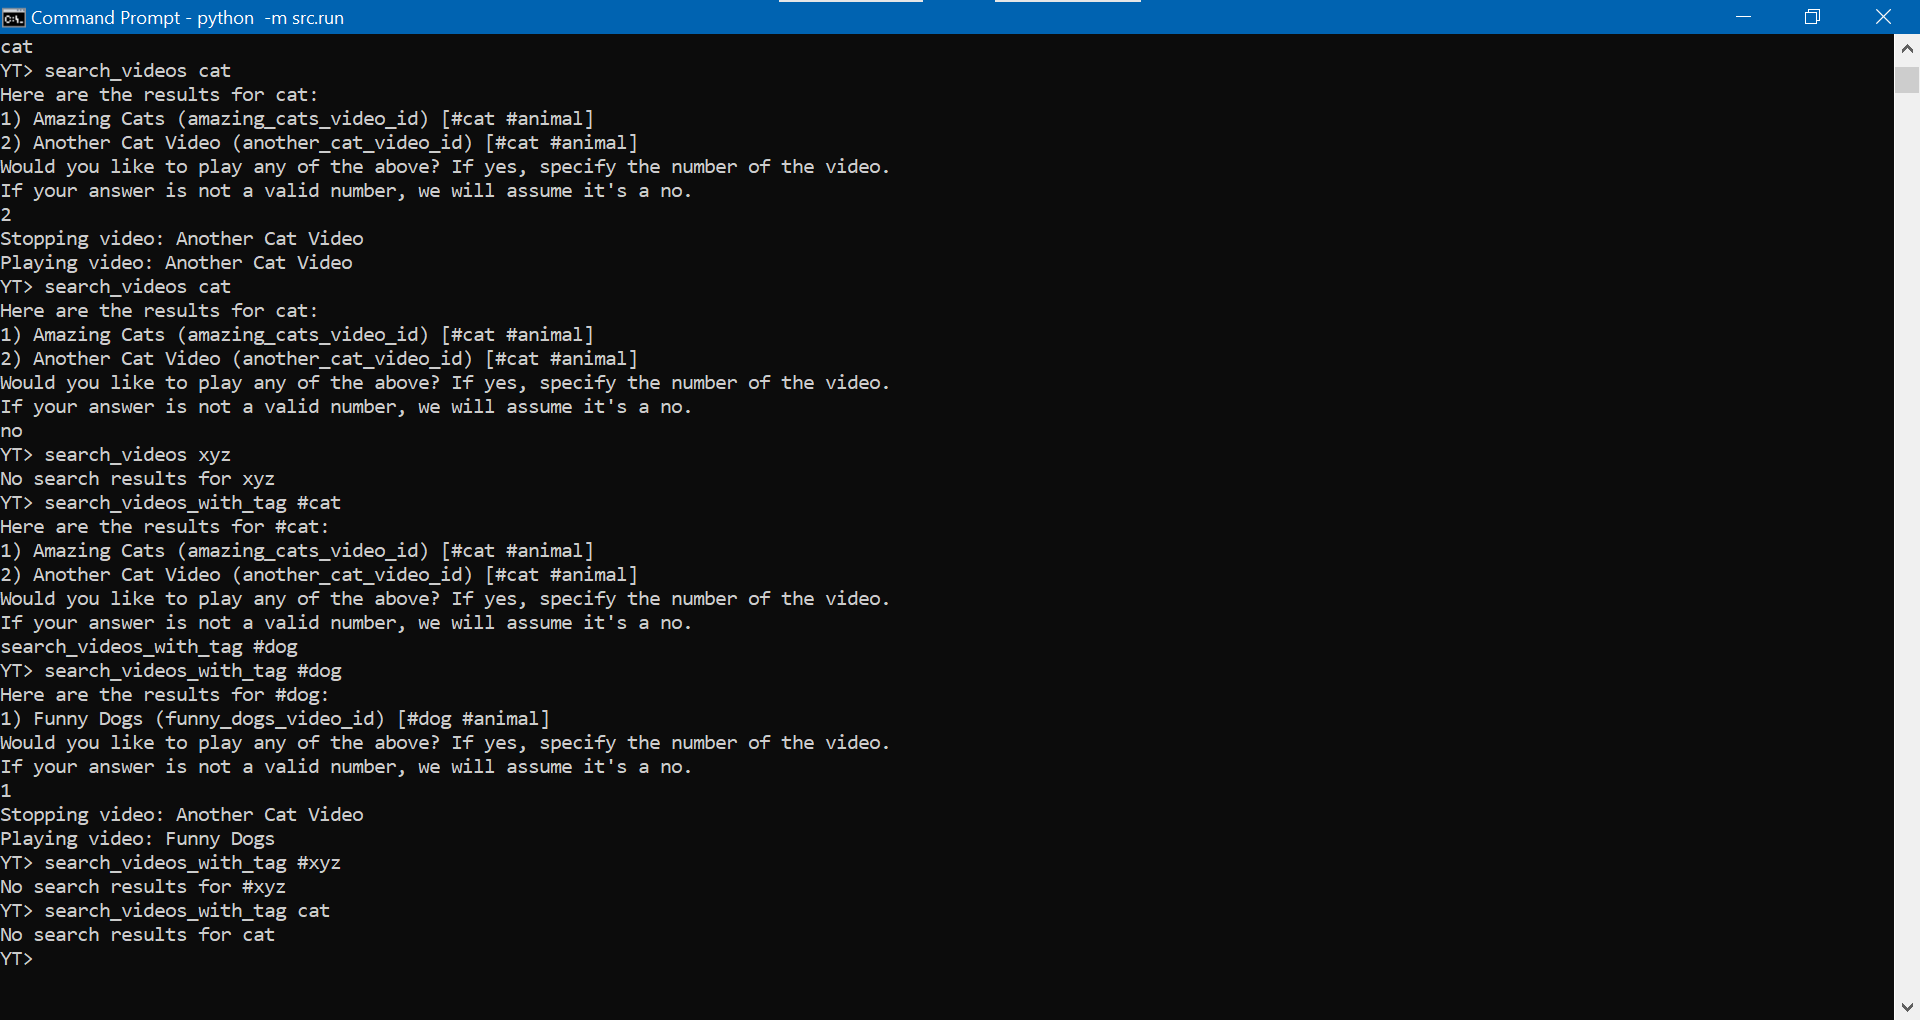 Command Prompt - python  -m src.run
cat
YT> search_videos cat
Here are the results for cat:
1) Amazing Cats (amazing_cats_video_id) [#cat #animal]
2) Another Cat Video (another_cat_video_id) [#cat #animal]
Would you like to play any of the above? If yes, specify the number of the video.
If your answer is not a valid number, we will assume it's a no.
2
Stopping video: Another Cat Video
Playing video: Another Cat Video
YT> search_videos cat
Here are the results for cat:
1) Amazing Cats (amazing_cats_video_id) [#cat #animal]
2) Another Cat Video (another_cat_video_id) [#cat #animal]
Would you like to play any of the above? If yes, specify the number of the video.
If your answer is not a valid number, we will assume it's a no.
no
YT> search_videos xyz
No search results for xyz
YT> search_videos_with_tag #cat
Here are the results for #cat:
1) Amazing Cats (amazing_cats_video_id) [#cat #animal]
2) Another Cat Video (another_cat_video_id) [#cat #animal]
Would you like to play any of the above? If yes, specify the number of the video.
If your answer is not a valid number, we will assume it's a no.
search_videos_with_tag #dog
YT> search_videos_with_tag #dog
Here are the results for #dog:
1) Funny Dogs (funny_dogs_video_id) [#dog #animal]
Would you like to play any of the above? If yes, specify the number of the video.
If your answer is not a valid number, we will assume it's a no.
1
Stopping video: Another Cat Video
Playing video: Funny Dogs
YT> search_videos_with_tag #xyz
No search results for #xyz
YT> search_videos_with_tag cat
No search results for cat
YT>